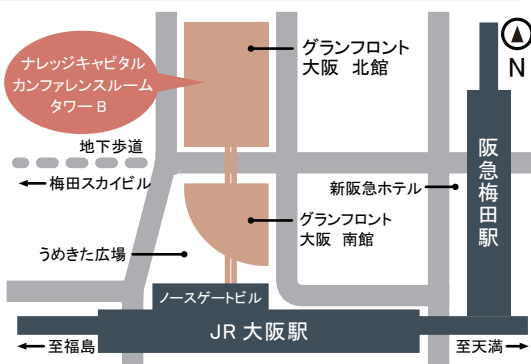 ナレッジキャピタル
カンファレンスルーム
タワーB
グランフロント
大阪 北館
N
地下歩道
梅田スカイビル
新阪急ホテル
阪急梅田駅
グランフロント
大阪 南館
うめきた広場
ノースゲートビル
JR 大阪駅
至福島
至天満